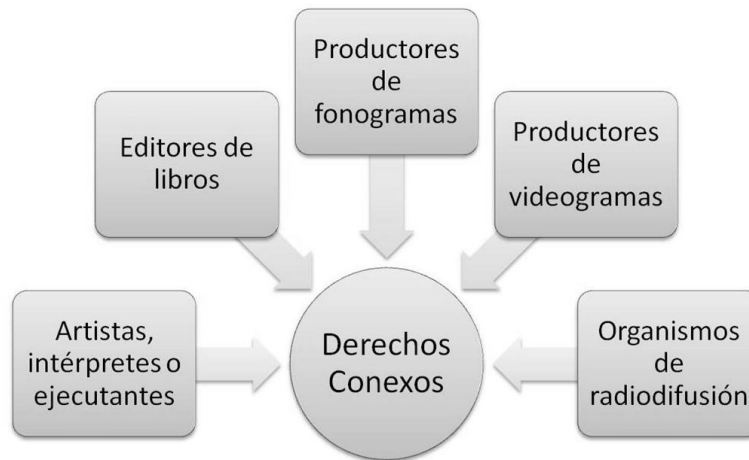 Artistas,
intérpretes o
ejecutantes
Editores de
libros
Productores
de
fonogramas
Productores
de
videogramas
Organismos
de
radiodifusión
Derechos
Conexos